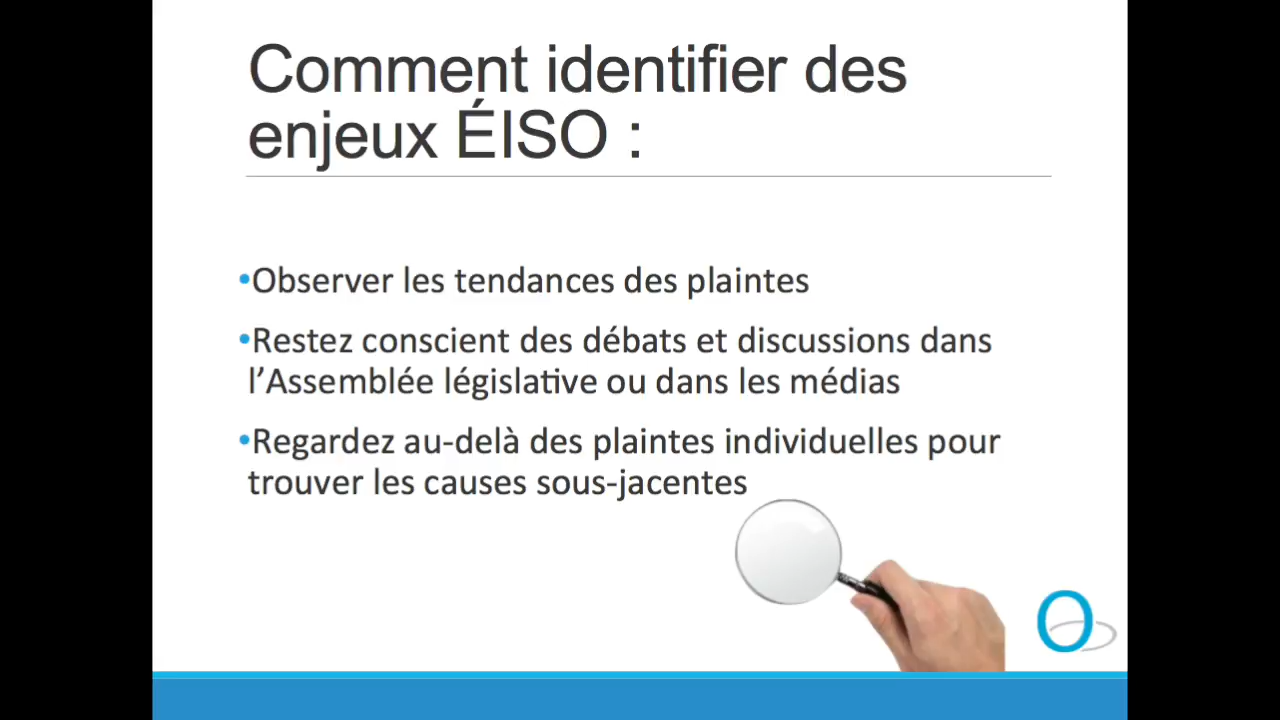 Comment identifier des
enjeux ÉISO :
•Observer les tendances des plaintes
•Restez conscient des débats et discussions dans
l’Assemblée législative ou dans les médias
•Regardez au-delà des plaintes individuelles pour
trouver les causes sous-jacentes